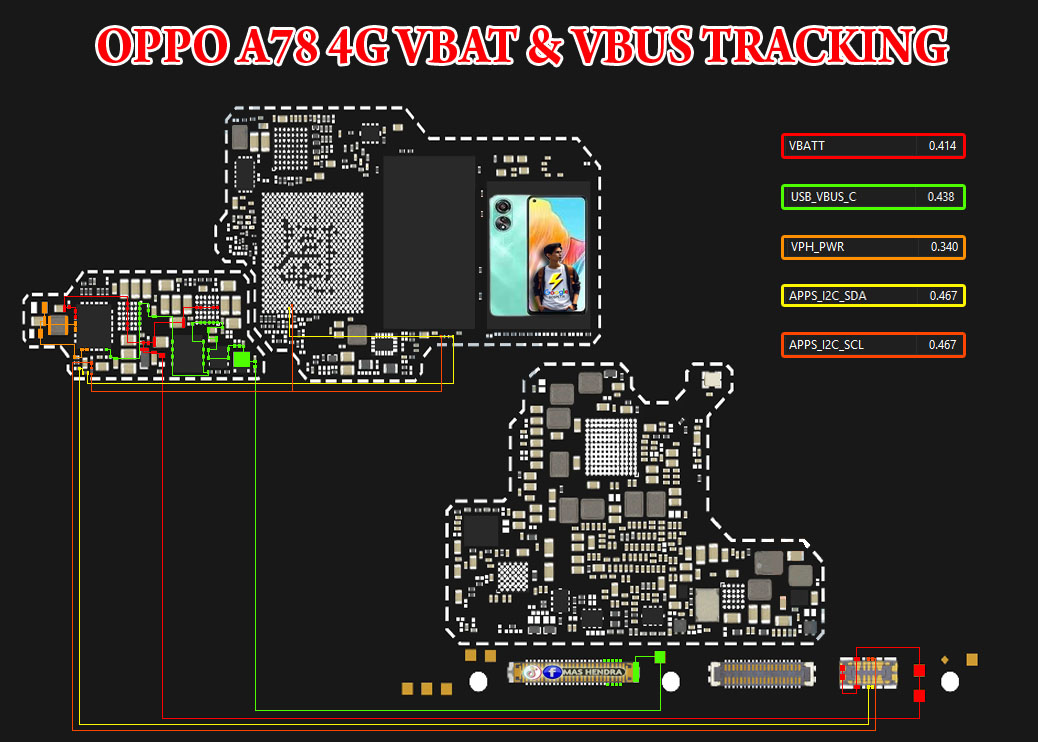 OPPO A78 4G VBAT & VBUS TRACKING
VBATT 0.414
USB_VBUS_C 0.438
VPH_PWR 0.340
APPS_I2C_SDA 0.467
APPS_I2C_SCL 0.467
Google
MAS HENDRA